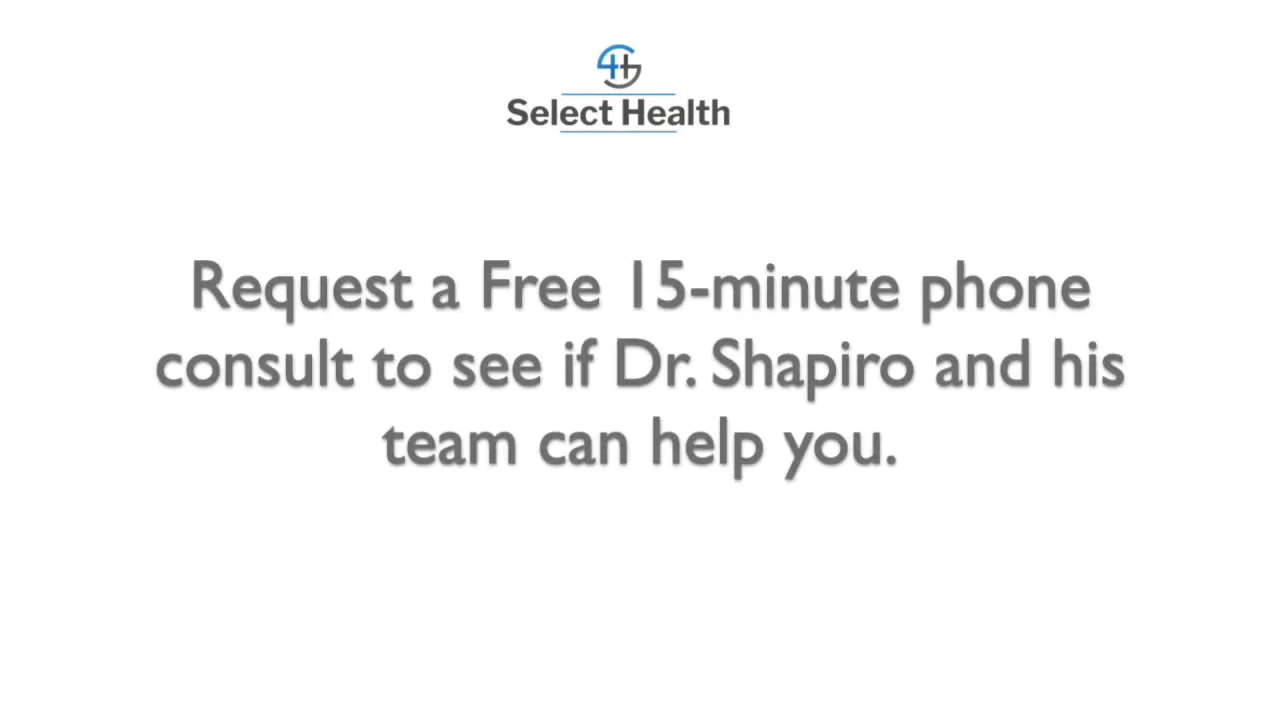 Select Health
Request a Free 15-minute phone
consult to see if Dr. Shapiro and his
team can help you.